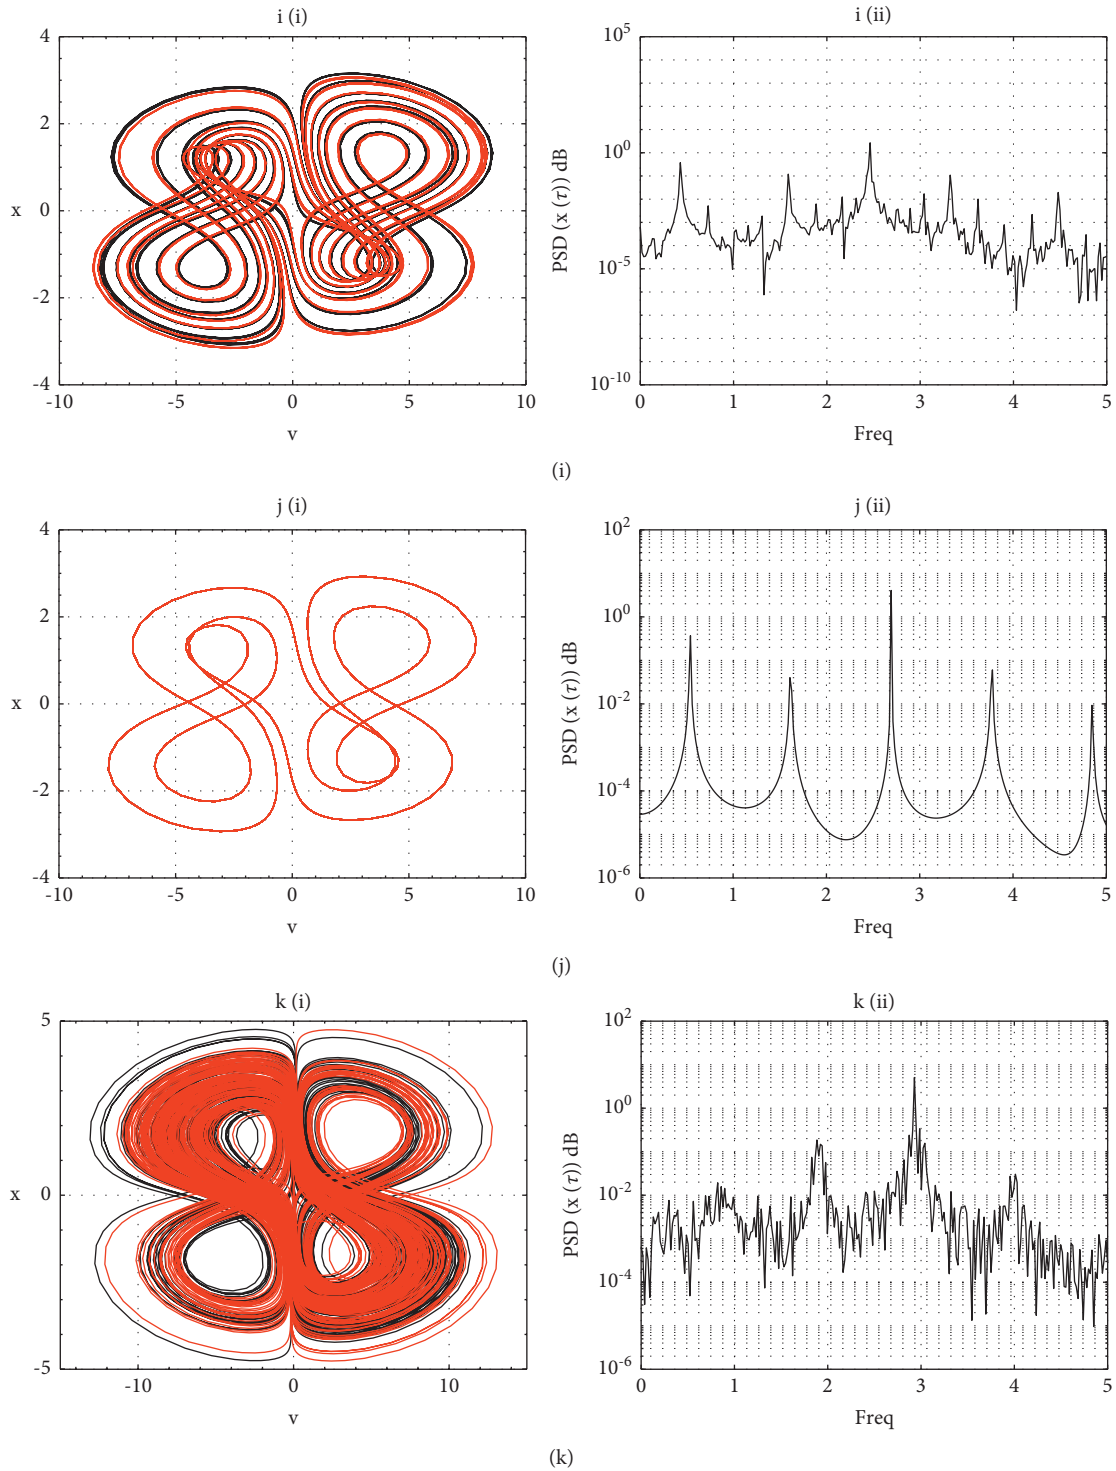 i (i)
4
2
x
0
-2
-4
-10
-5
0
5
10
v
i (ii)
10^5
10^0
PSD (x (τ)) dB
10^-5
10^-10
0
1
2
3
4
5
Freq
(i)
j (i)
4
2
x
0
-2
-4
-10
-5
0
5
10
v
j (ii)
10^2
10^0
PSD (x (τ)) dB
10^-2
10^-4
10^-6
0
1
2
3
4
5
Freq
(j)
k (i)
5
x
0
-5
-10
0
10
v
k (ii)
10^2
10^0
PSD (x (τ)) dB
10^-2
10^-4
10^-6
0
1
2
3
4
5
Freq
(k)